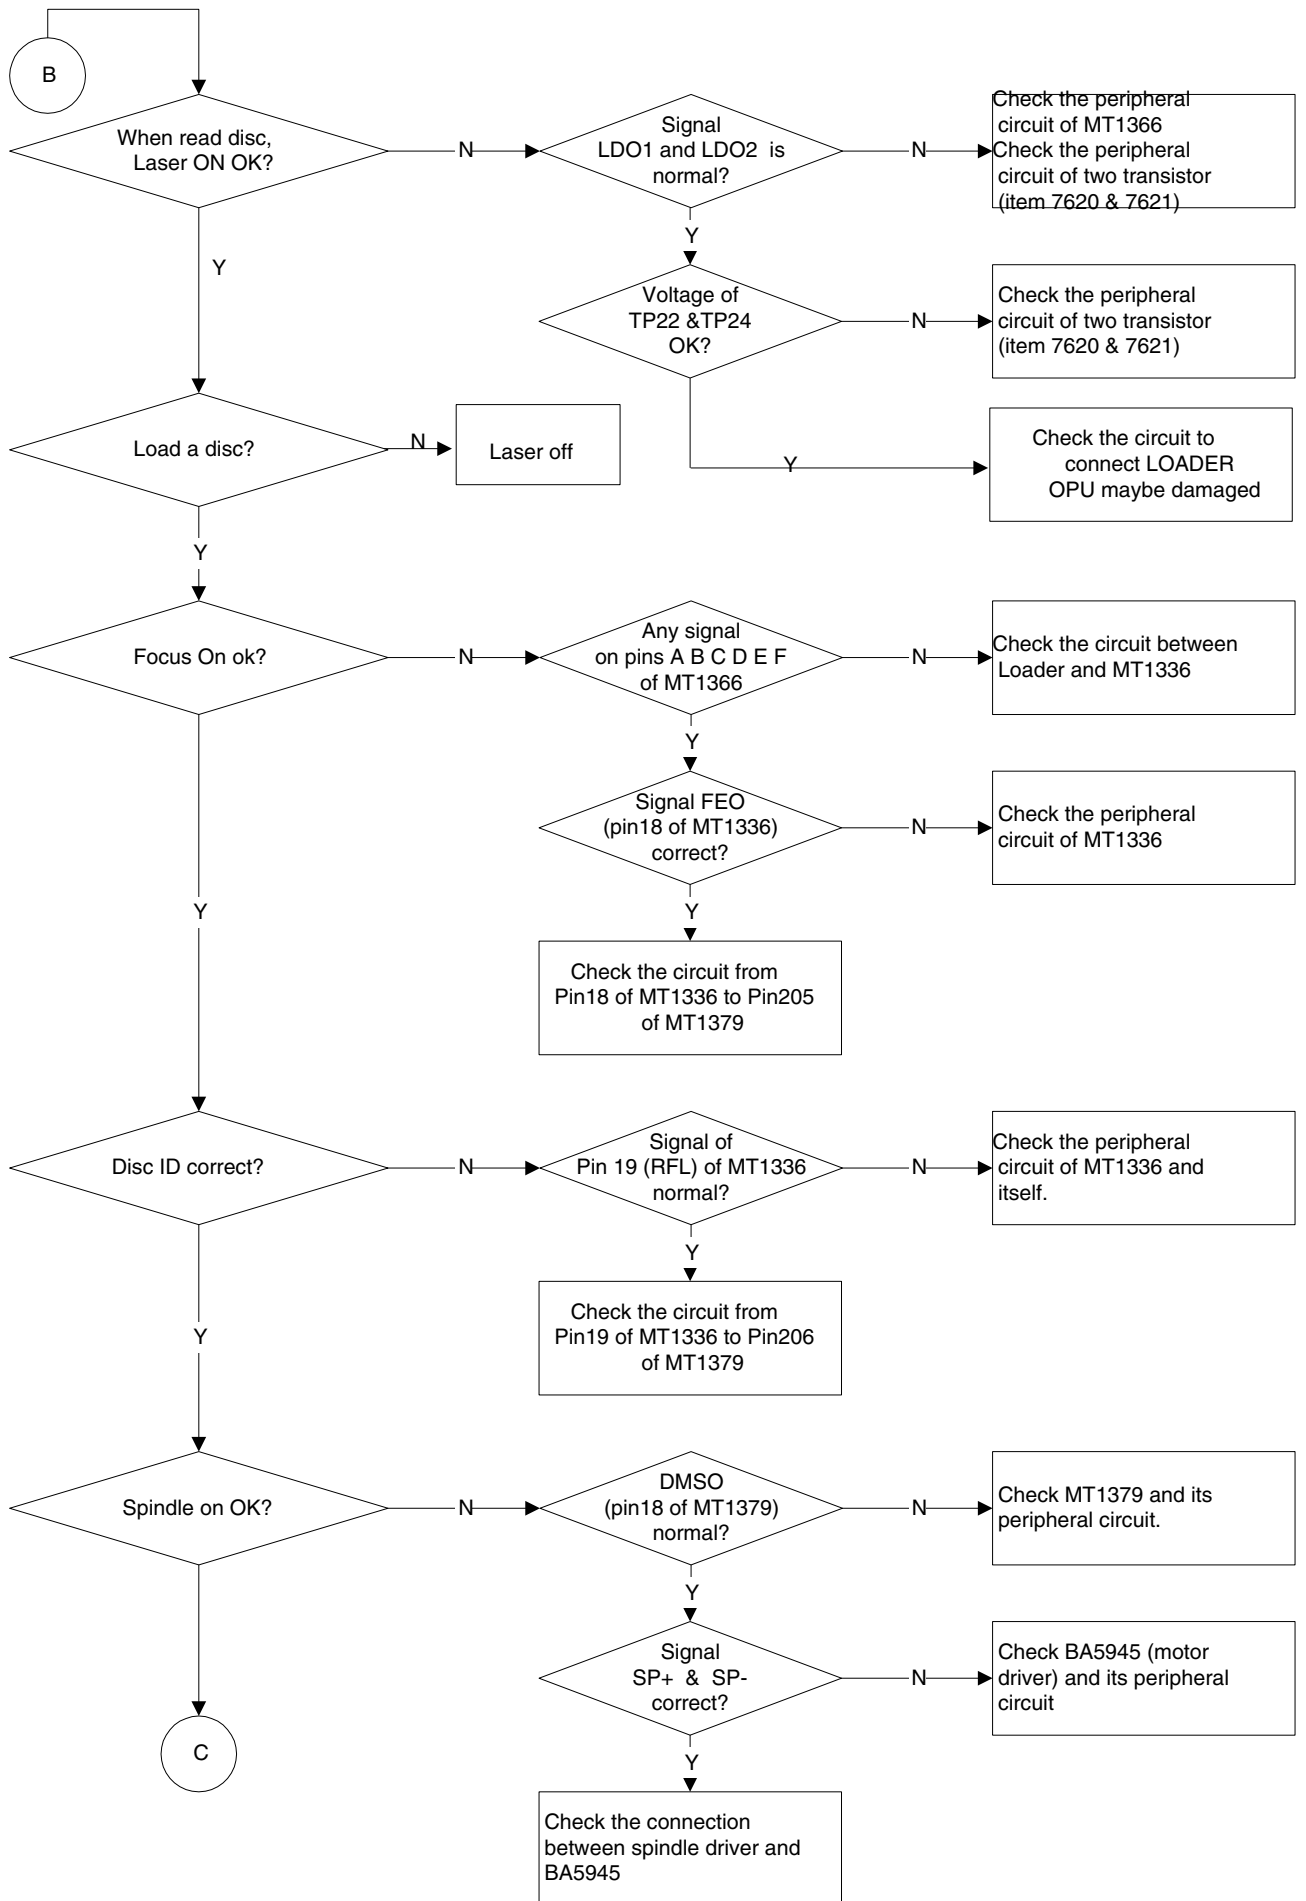 B
When read disc,
Laser ON OK?
N
Signal
LDO1 and LDO2 is
normal?
N
Check the peripheral
circuit of MT1366
Check the peripheral
circuit of two transistor
(item 7620 & 7621)
Y
Y
Voltage of
TP22 &TP24
OK?
N
Check the peripheral
circuit of two transistor
(item 7620 & 7621)
Load a disc?
N
Laser off
Y
Check the circuit to
connect LOADER
OPU maybe damaged
Y
Focus On ok?
N
Any signal
on pins A B C D E F
of MT1366
N
Check the circuit between
Loader and MT1336
Y
Signal FEO
(pin18 of MT1336)
correct?
N
Check the peripheral
circuit of MT1336
Y
Y
Check the circuit from
Pin18 of MT1336 to Pin205
of MT1379
Disc ID correct?
N
Signal of
Pin 19 (RFL) of MT1336
normal?
N
Check the peripheral
circuit of MT1336 and
itself.
Y
Y
Check the circuit from
Pin19 of MT1336 to Pin206
of MT1379
Spindle on OK?
N
DMSO
(pin18 of MT1379)
normal?
N
Check MT1379 and its
peripheral circuit.
Y
Signal
SP+ & SP-
correct?
N
Check BA5945 (motor
driver) and its peripheral
circuit
C
Y
Check the connection
between spindle driver and
BA5945